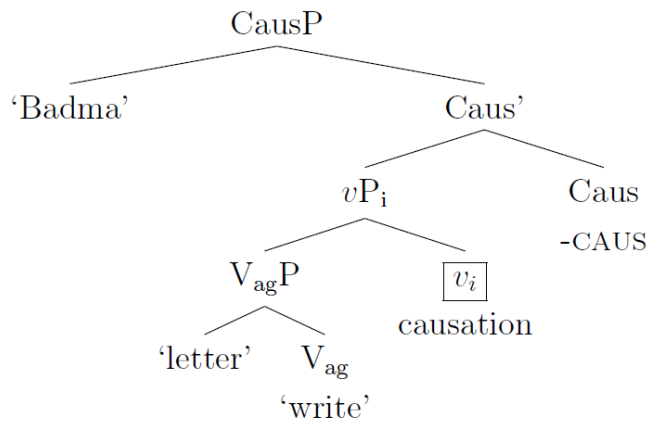 CausP
‘Badma’ Caus’
vPᵢ Caus
-CAUS
VagP vᵢ
causation
‘letter’ Vag
‘write’